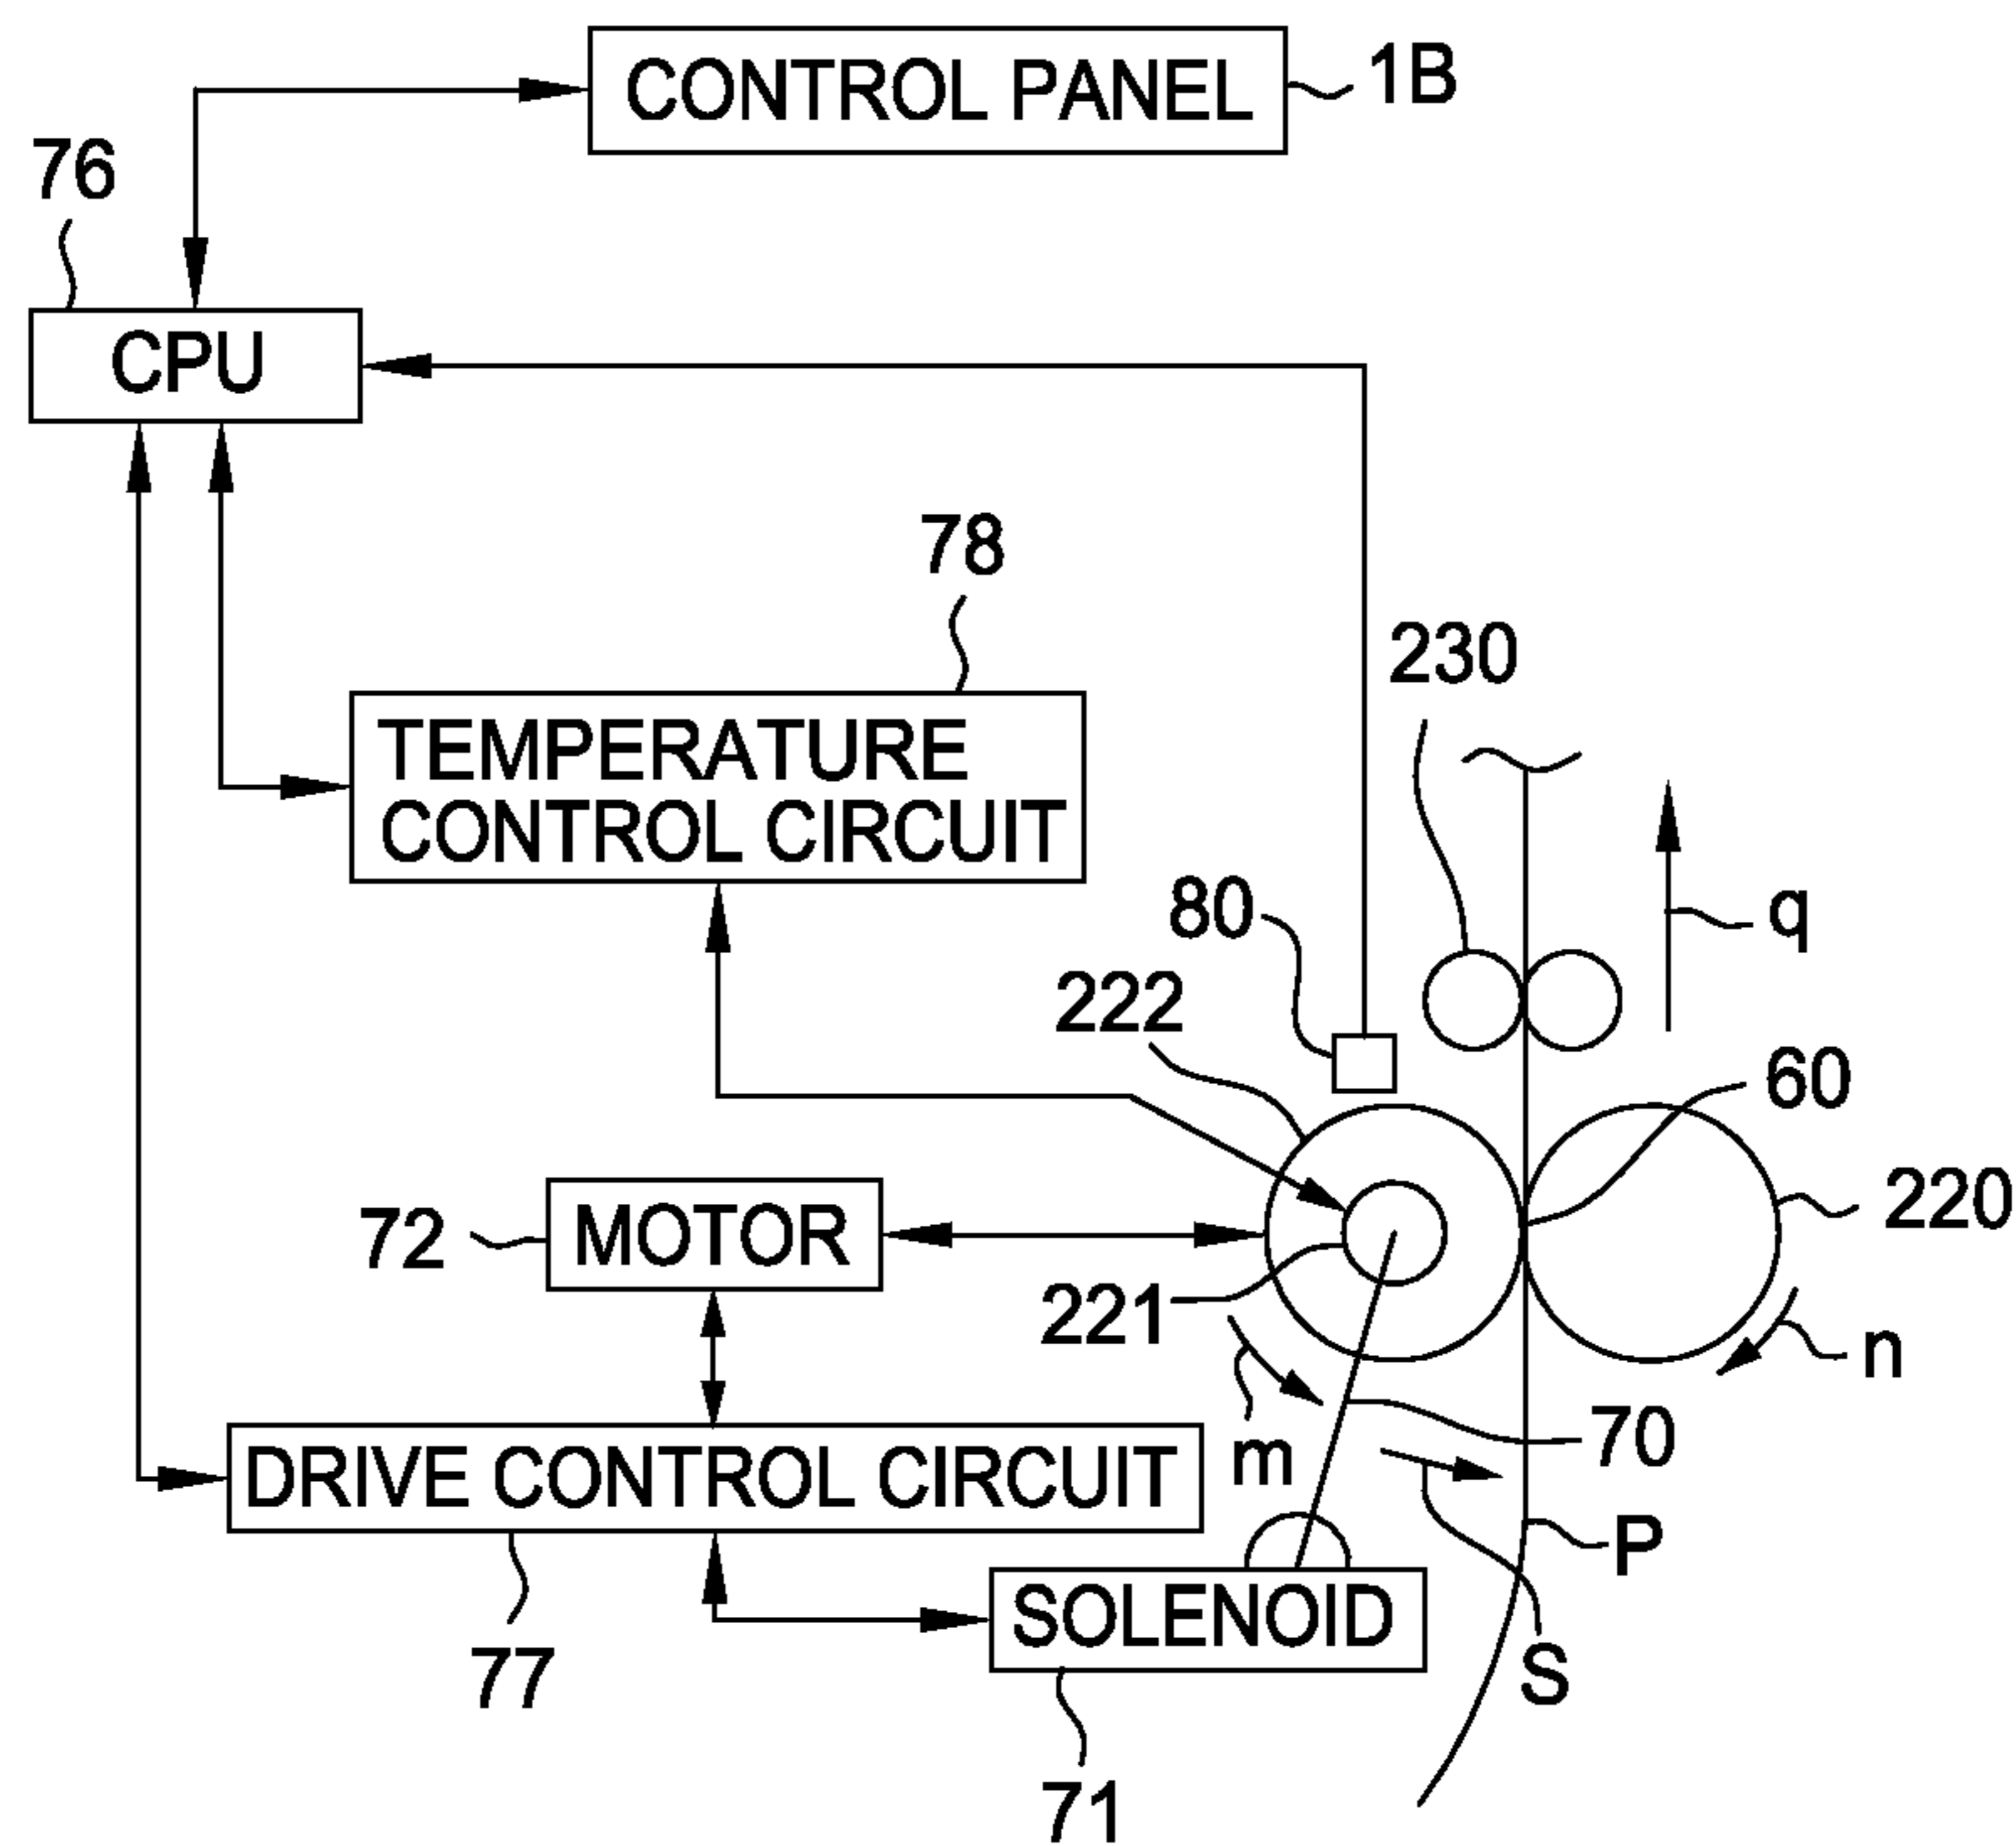 CONTROL PANEL
1B
76
CPU
78
TEMPERATURE
CONTROL CIRCUIT
230
80
q
222
60
MOTOR
72
220
221
n
m
70
DRIVE CONTROL CIRCUIT
P
SOLENOID
77
S
71